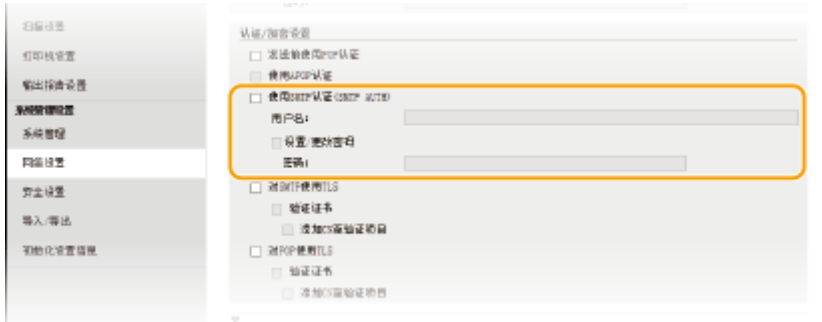 扫描设置
打印机设置
输出报告设置
系统管理设置
系统管理
网络设置
安全设置
导入/导出
初始化设置信息
认证/加密设置
发送前使用POP认证
使用APOP认证
使用SMTP认证(SMTP AUTH)
用户名:
设置/更改密码
密码:
对SMTP使用TLS
验证证书
添加CN至验证项目
对POP使用TLS
验证证书
添加CN至验证项目